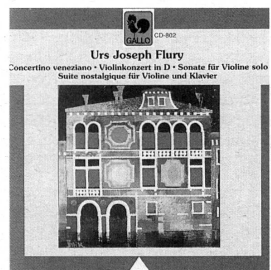 GALLO
CD-802
Urs Joseph Flury
Concertino veneziano • Violinkonzert in D • Sonate für Violine solo
Suite nostalgique für Violine und Klavier